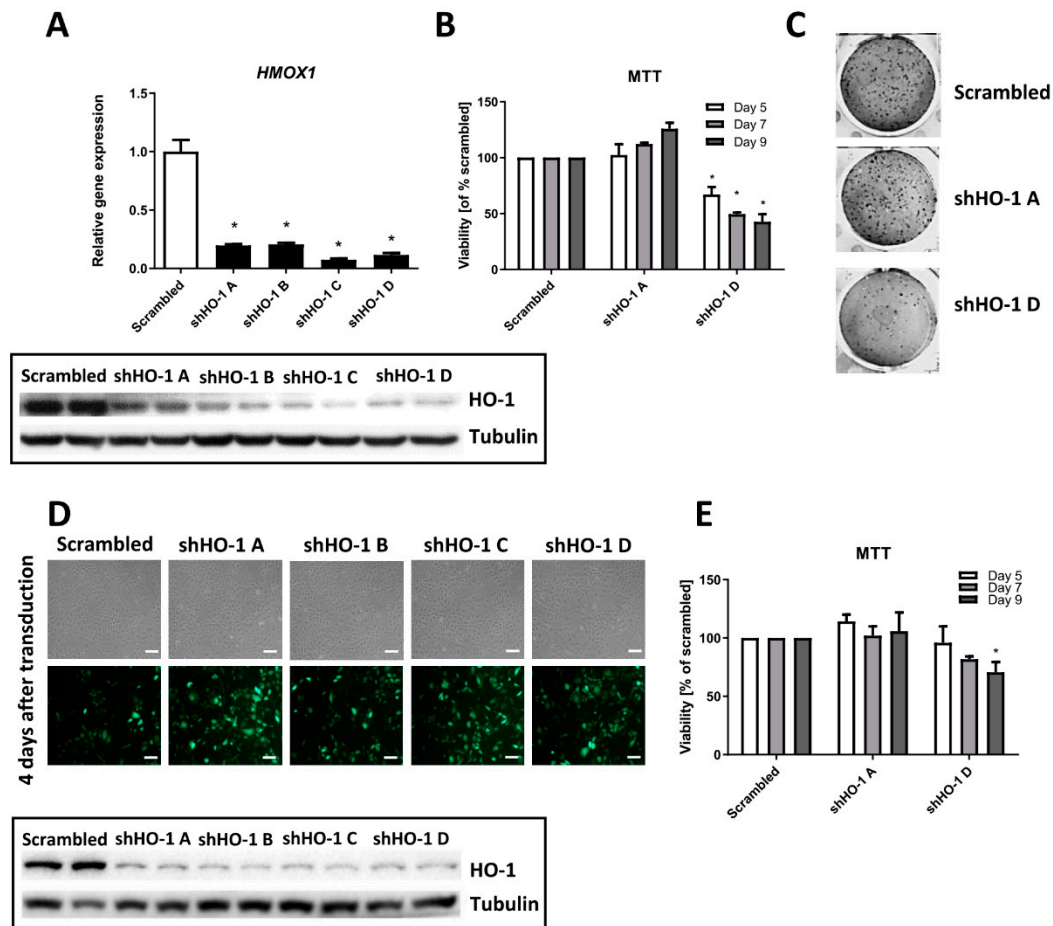 A
HMOX1
Relative gene expression
1.5
1.0
0.5
0.0
*
*
*
*
Scrambled
shHO-1 A
shHO-1 B
shHO-1 C
shHO-1 D
Scrambled shHO-1 A shHO-1 B shHO-1 C shHO-1 D
HO-1
Tubulin
B
MTT
Viability [of % scrambled]
150
100
50
0
Day 5
Day 7
Day 9
*
*
*
Scrambled
shHO-1 A
shHO-1 D
C
Scrambled
shHO-1 A
shHO-1 D
D
Scrambled shHO-1 A shHO-1 B shHO-1 C shHO-1 D
4 days after transduction
Scrambled shHO-1 A shHO-1 B shHO-1 C shHO-1 D
HO-1
Tubulin
E
MTT
Viability [% of scrambled]
150
100
50
0
Day 5
Day 7
Day 9
*
Scrambled
shHO-1 A
shHO-1 D